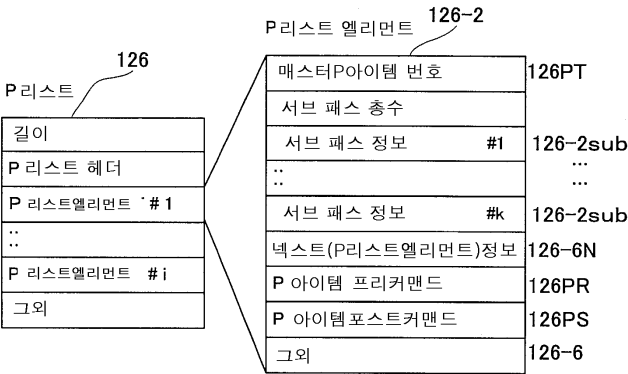 126
P 리스트
길이
P 리스트 헤더
P 리스트엘리먼트 #1
::
P 리스트엘리먼트 #i
그외
P 리스트 엘리먼트
126-2
매스터P아이템 번호 126PT
서브 패스 총수
서브 패스 정보 #1 126-2sub
:: ...
...
서브 패스 정보 #k 126-2sub
넥스트(P리스트엘리먼트)정보 126-6N
P 아이템 프리커맨드 126PR
P 아이템포스트커맨드 126PS
그외 126-6